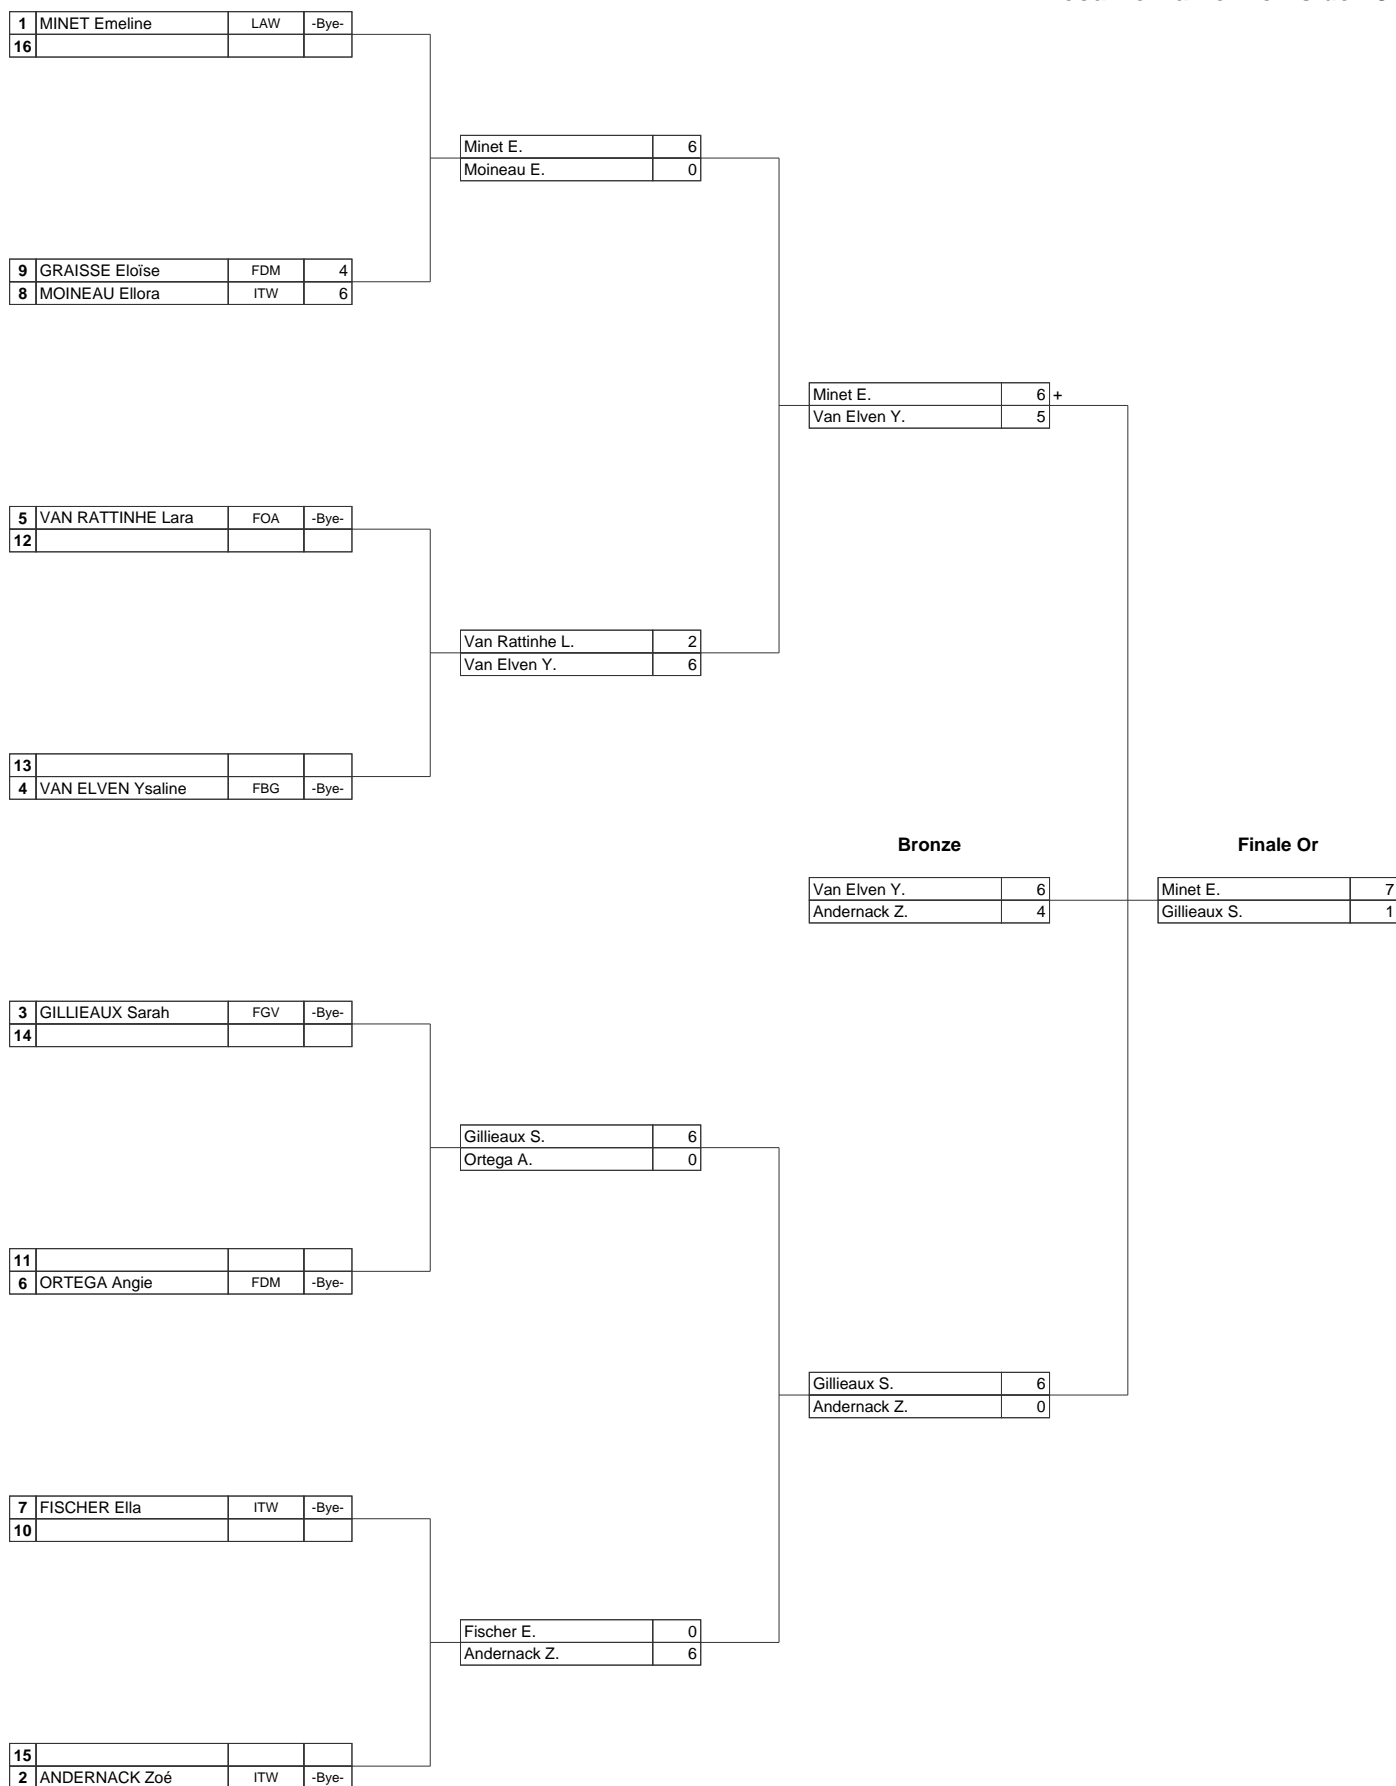 1 MINET Emeline LAW -Bye-
16
Minet E. 6
Moineau E. 0
9 GRAISSE Eloïse FDM 4
8 MOINEAU Ellora ITW 6
Minet E. 6 +
Van Elven Y. 5
5 VAN RATTINHE Lara FOA -Bye-
12
Van Rattinhe L. 2
Van Elven Y. 6
13
4 VAN ELVEN Ysaline FBG -Bye-
Bronze Finale Or
Van Elven Y. 6 Minet E. 7
Andernack Z. 4 Gillieaux S. 1
3 GILLIEAUX Sarah FGV -Bye-
14
Gillieaux S. 6
Ortega A. 0
11
6 ORTEGA Angie FDM -Bye-
Gillieaux S. 6
Andernack Z. 0
7 FISCHER Ella ITW -Bye-
10
Fischer E. 0
Andernack Z. 6
15
2 ANDERNACK Zoé ITW -Bye-